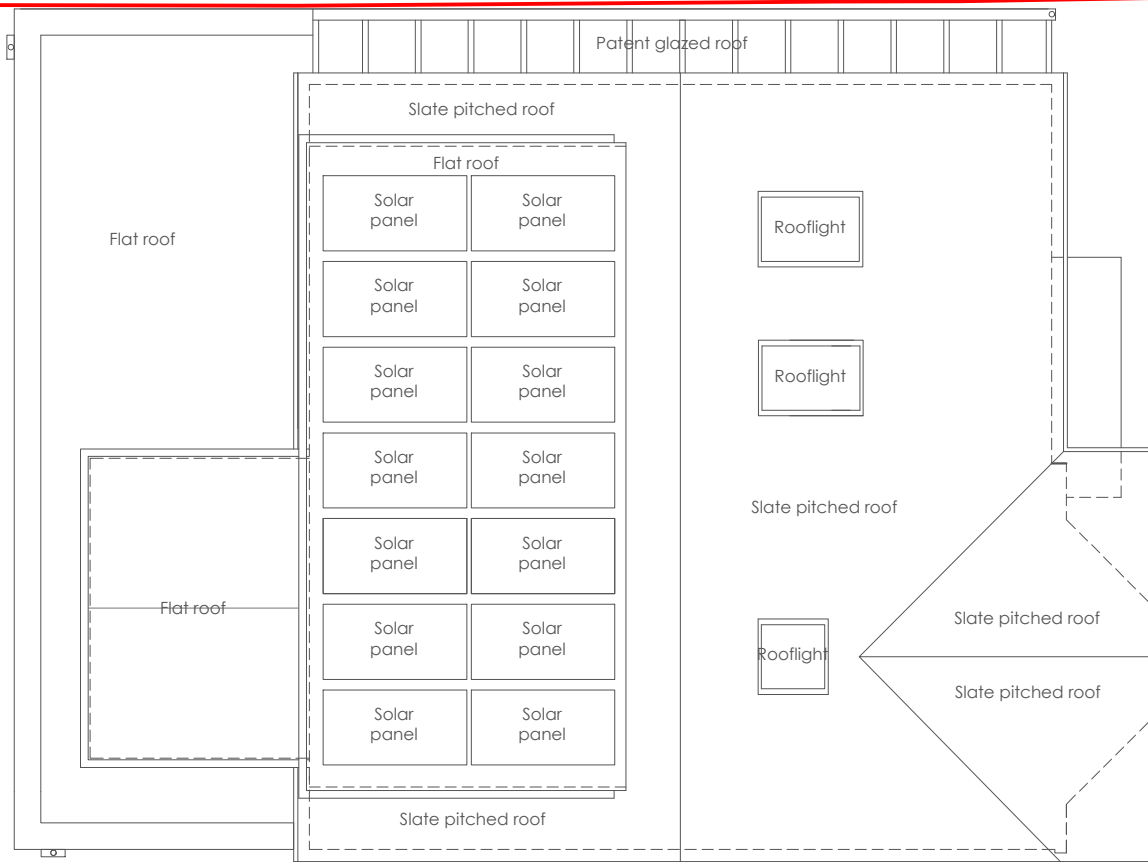 Patent glazed roof
Slate pitched roof
Flat roof
Solar
panel
Solar
panel
Rooflight
Flat roof
Solar
panel
Solar
panel
Solar
panel
Solar
panel
Rooflight
Solar
panel
Solar
panel
Slate pitched roof
Solar
panel
Solar
panel
Flat roof
Solar
panel
Solar
panel
Slate pitched roof
Rooflight
Slate pitched roof
Solar
panel
Solar
panel
Slate pitched roof